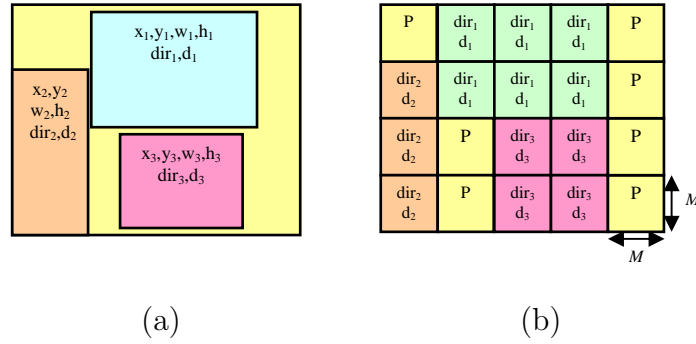 x₁,y₁,w₁,h₁
dir₁,d₁
x₂,y₂
w₂,h₂
dir₂,d₂
x₃,y₃,w₃,h₃
dir₃,d₃
(a)
P dir₁ dir₁ dir₁ P
d₁ d₁ d₁
dir₂ dir₁ dir₁ dir₁ P
d₂ d₁ d₁ d₁
dir₂ P dir₃ dir₃ P
d₂ d₃ d₃
dir₂ P dir₃ dir₃ P
d₂ d₃ d₃
M
M
(b)